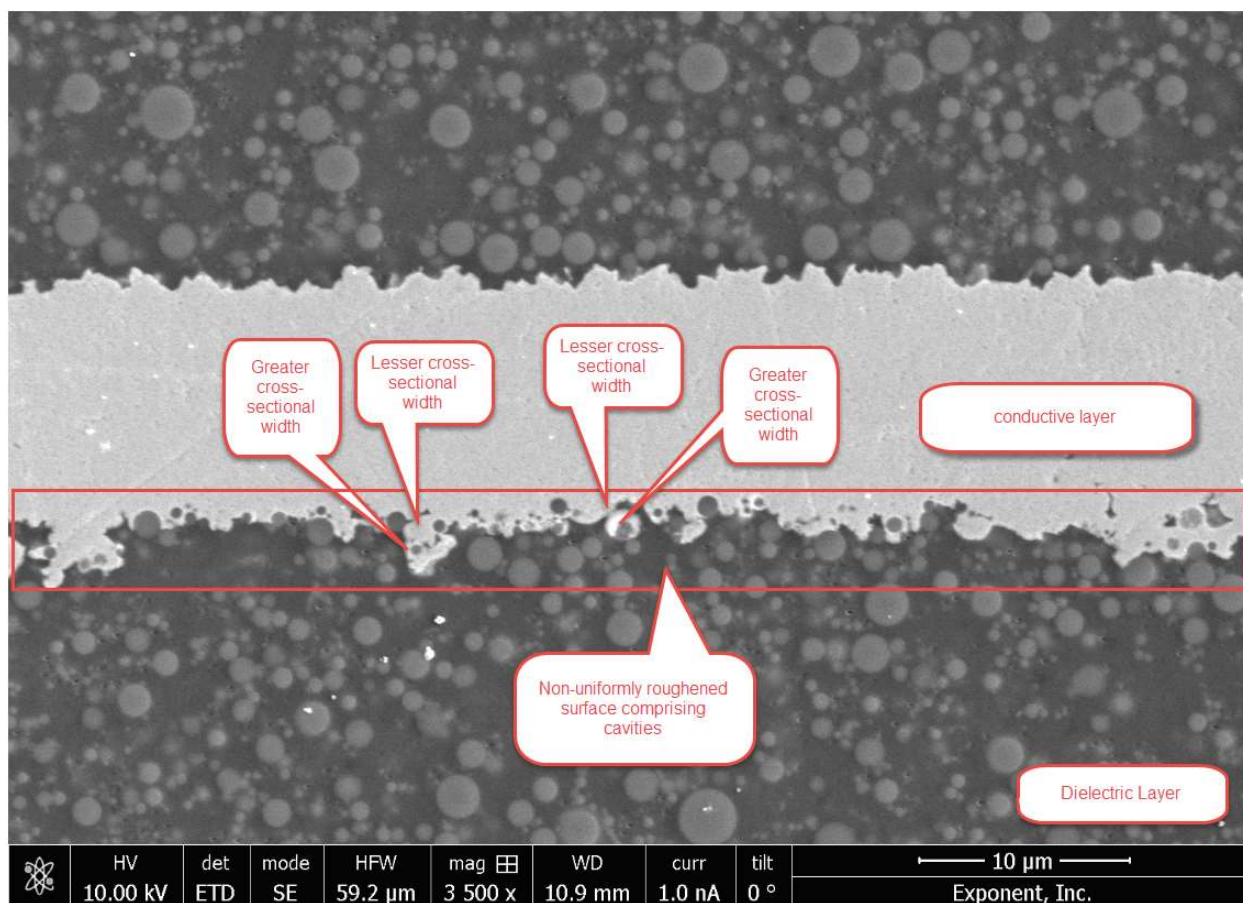 Greater
cross-
sectional
width
Lesser cross-
sectional
width
Lesser cross-
sectional
width
Greater
cross-
sectional
width
conductive layer
Non-uniformly roughened
surface comprising
cavities
Dielectric Layer
HV det mode HFW mag WD curr tilt 10 µm
10.00 kV ETD SE 59.2 µm 3 500 x 10.9 mm 1.0 nA 0 ° Exponent, Inc.